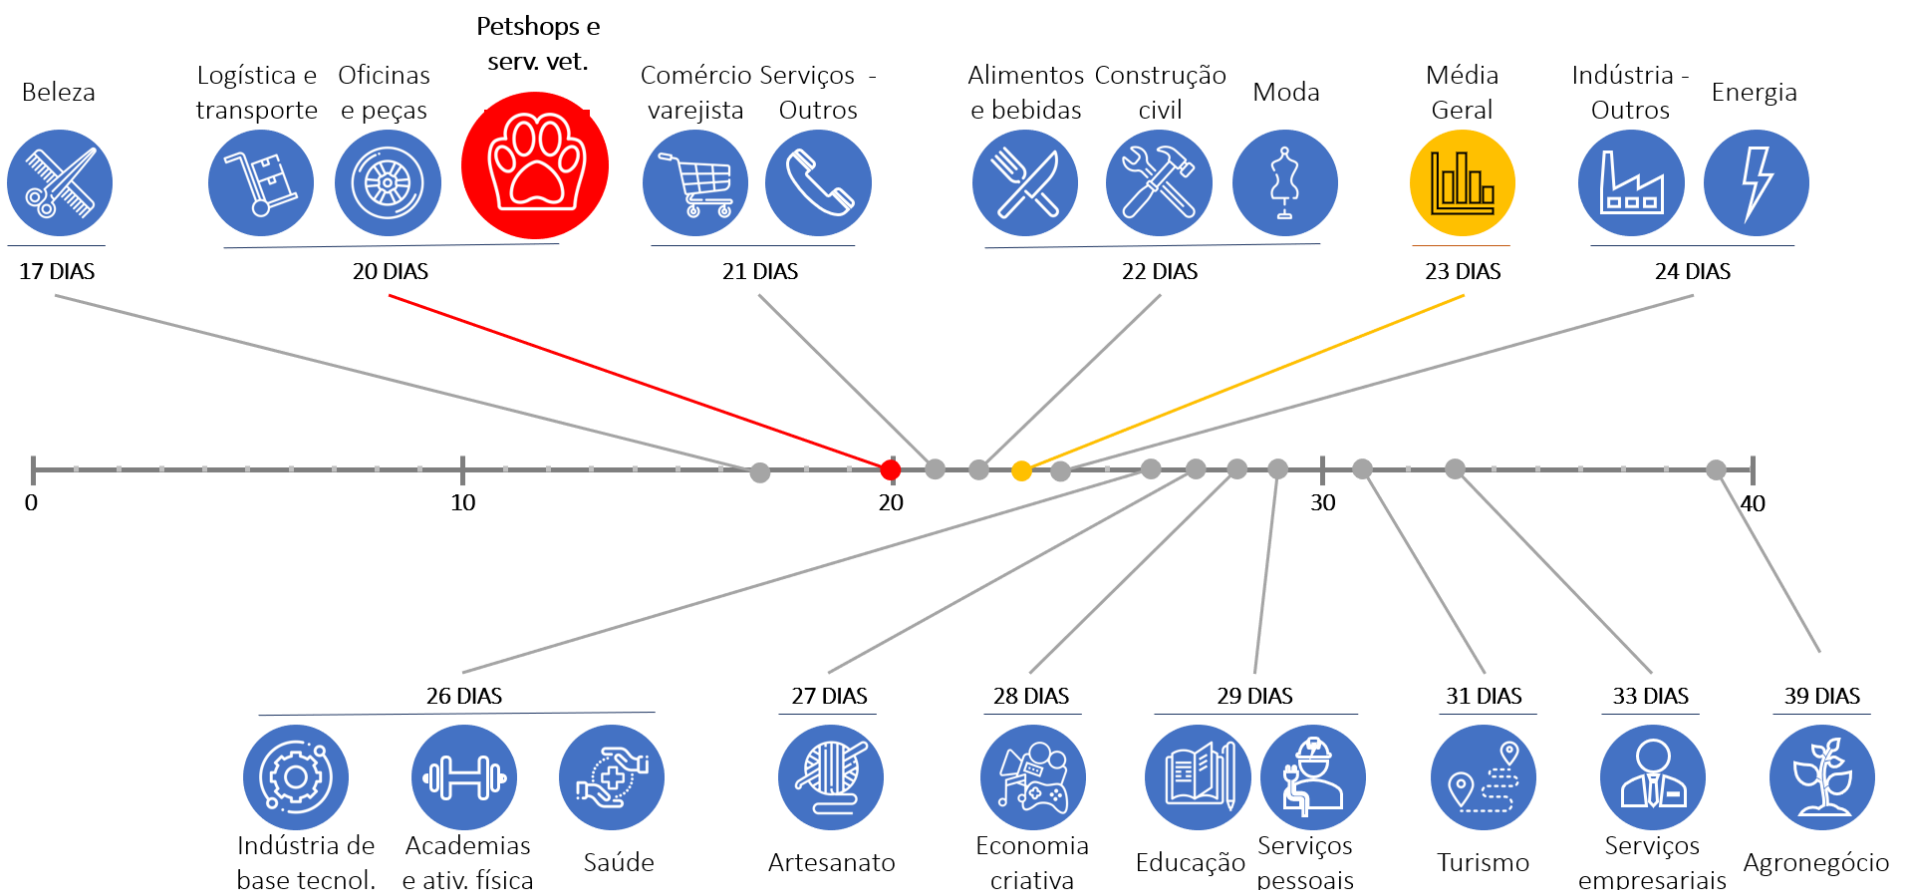 Petshops e
serv. vet.
Beleza
Logística e
transporte
Oficinas
e peças
Comércio
varejista
Serviços -
Outros
Alimentos
e bebidas
Construção
civil
Moda
Média
Geral
Indústria -
Outros
Energia
17 DIAS
20 DIAS
21 DIAS
22 DIAS
23 DIAS
24 DIAS
0
10
20
30
40
26 DIAS
27 DIAS
28 DIAS
29 DIAS
31 DIAS
33 DIAS
39 DIAS
Indústria de
base tecnol.
Academias
e ativ. física
Saúde
Artesanato
Economia
criativa
Educação
Serviços
pessoais
Turismo
Serviços
empresariais
Agronegócio